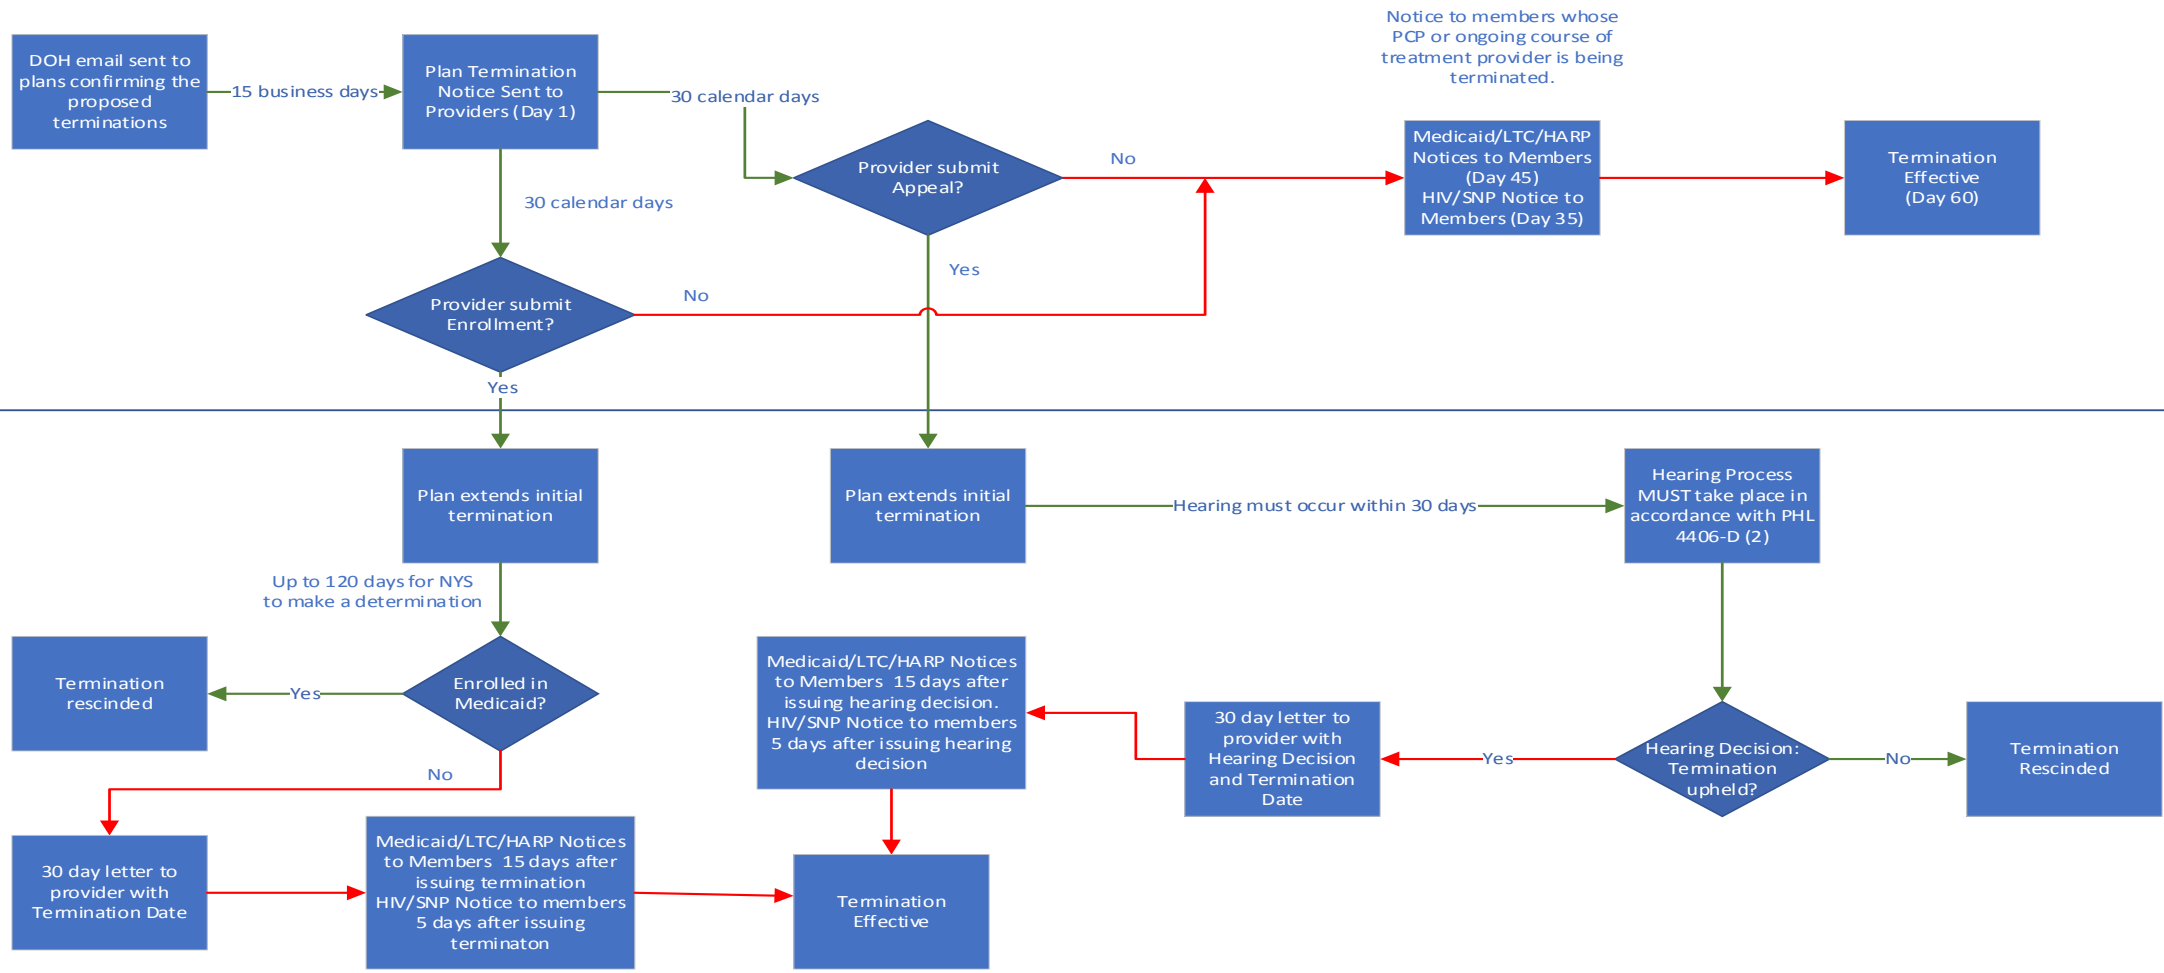 Notice to members whose
PCP or ongoing course of
treatment provider is being
terminated.
DOH email sent to
plans confirming the
proposed
terminations
15 business days
Plan Termination
Notice Sent to
Providers (Day 1)
30 calendar days
Provider submit
Appeal?
No
Medicaid/LTC/HARP
Notices to Members
(Day 45)
HIV/SNP Notice to
Members (Day 35)
Termination
Effective
(Day 60)
30 calendar days
Yes
Provider submit
Enrollment?
No
Yes
Plan extends initial
termination
Plan extends initial
termination
Hearing must occur within 30 days
Hearing Process
MUST take place in
accordance with PHL
4406-D (2)
Up to 120 days for NYS
to make a determination
Termination
rescinded
Yes
Enrolled in
Medicaid?
No
Medicaid/LTC/HARP Notices
to Members 15 days after
issuing hearing decision.
HIV/SNP Notice to members
5 days after issuing hearing
decision
30 day letter to
provider with
Hearing Decision
and Termination
Date
Yes
Hearing Decision:
Termination
upheld?
No
Termination
Rescinded
30 day letter to
provider with
Termination Date
Medicaid/LTC/HARP Notices
to Members 15 days after
issuing termination
HIV/SNP Notice to members
5 days after issuing
terminaton
Termination
Effective